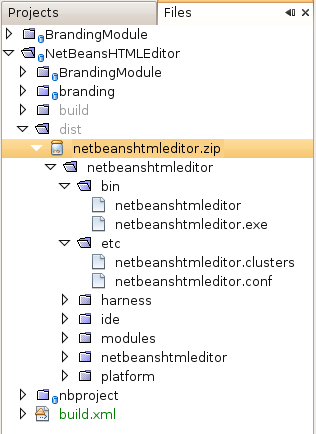 Projects Files
BrandingModule
NetBeansHTMLEditor
BrandingModule
branding
build
dist
netbeanshtmleditor.zip
netbeanshtmleditor
bin
netbeanshtmleditor
netbeanshtmleditor.exe
etc
netbeanshtmleditor.clusters
netbeanshtmleditor.conf
harness
ide
modules
netbeanshtmleditor
platform
nbproject
build.xml